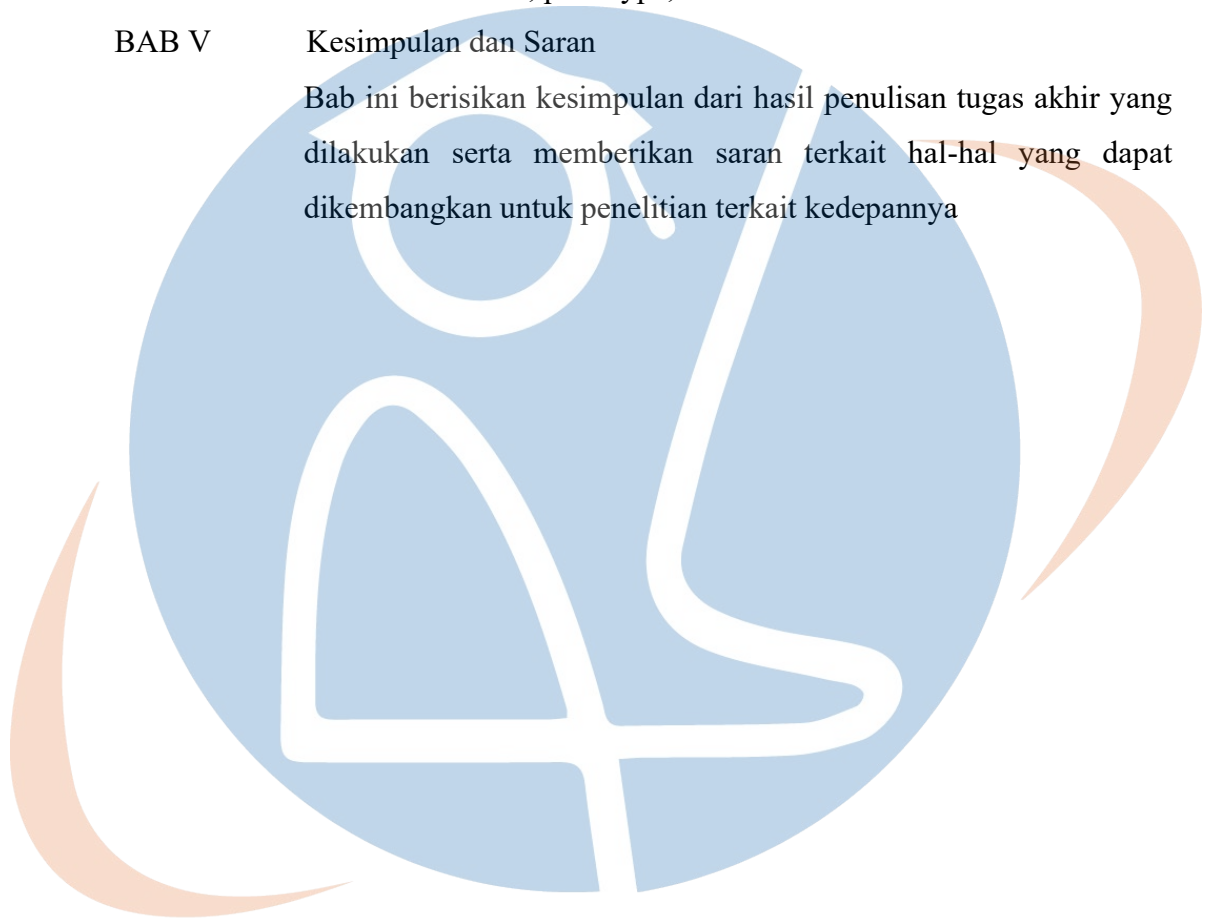 BAB V Kesimpulan dan Saran
Bab ini berisikan kesimpulan dari hasil penulisan tugas akhir yang
dilakukan serta memberikan saran terkait hal-hal yang dapat
dikembangkan untuk penelitian terkait kedepannya